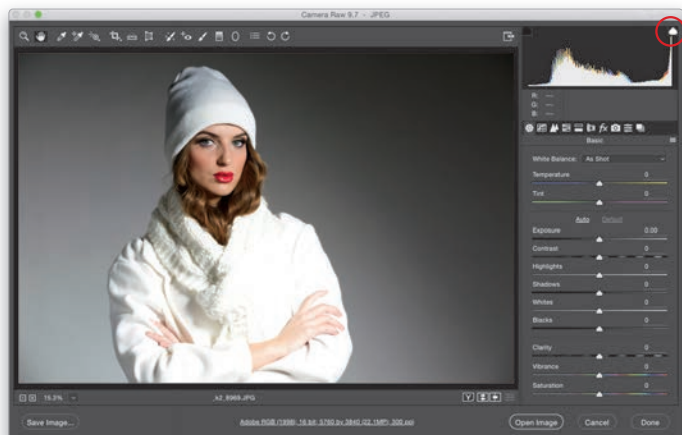 Camera Raw 9.7 - JPEG
R: ---
G: ---
B: ---
fx
Basic
White Balance: As Shot
Temperature 0
Tint 0
Auto Default
Exposure 0.00
Contrast 0
Highlights 0
Shadows 0
Whites 0
Blacks 0
Clarity 0
Vibrance 0
Saturation 0
15.3% _k2_8969.JPG Y
Save Image... Adobe RGB (1998); 16 bit; 5760 by 3840 (22.1MP); 300 ppi Open Image Cancel Done